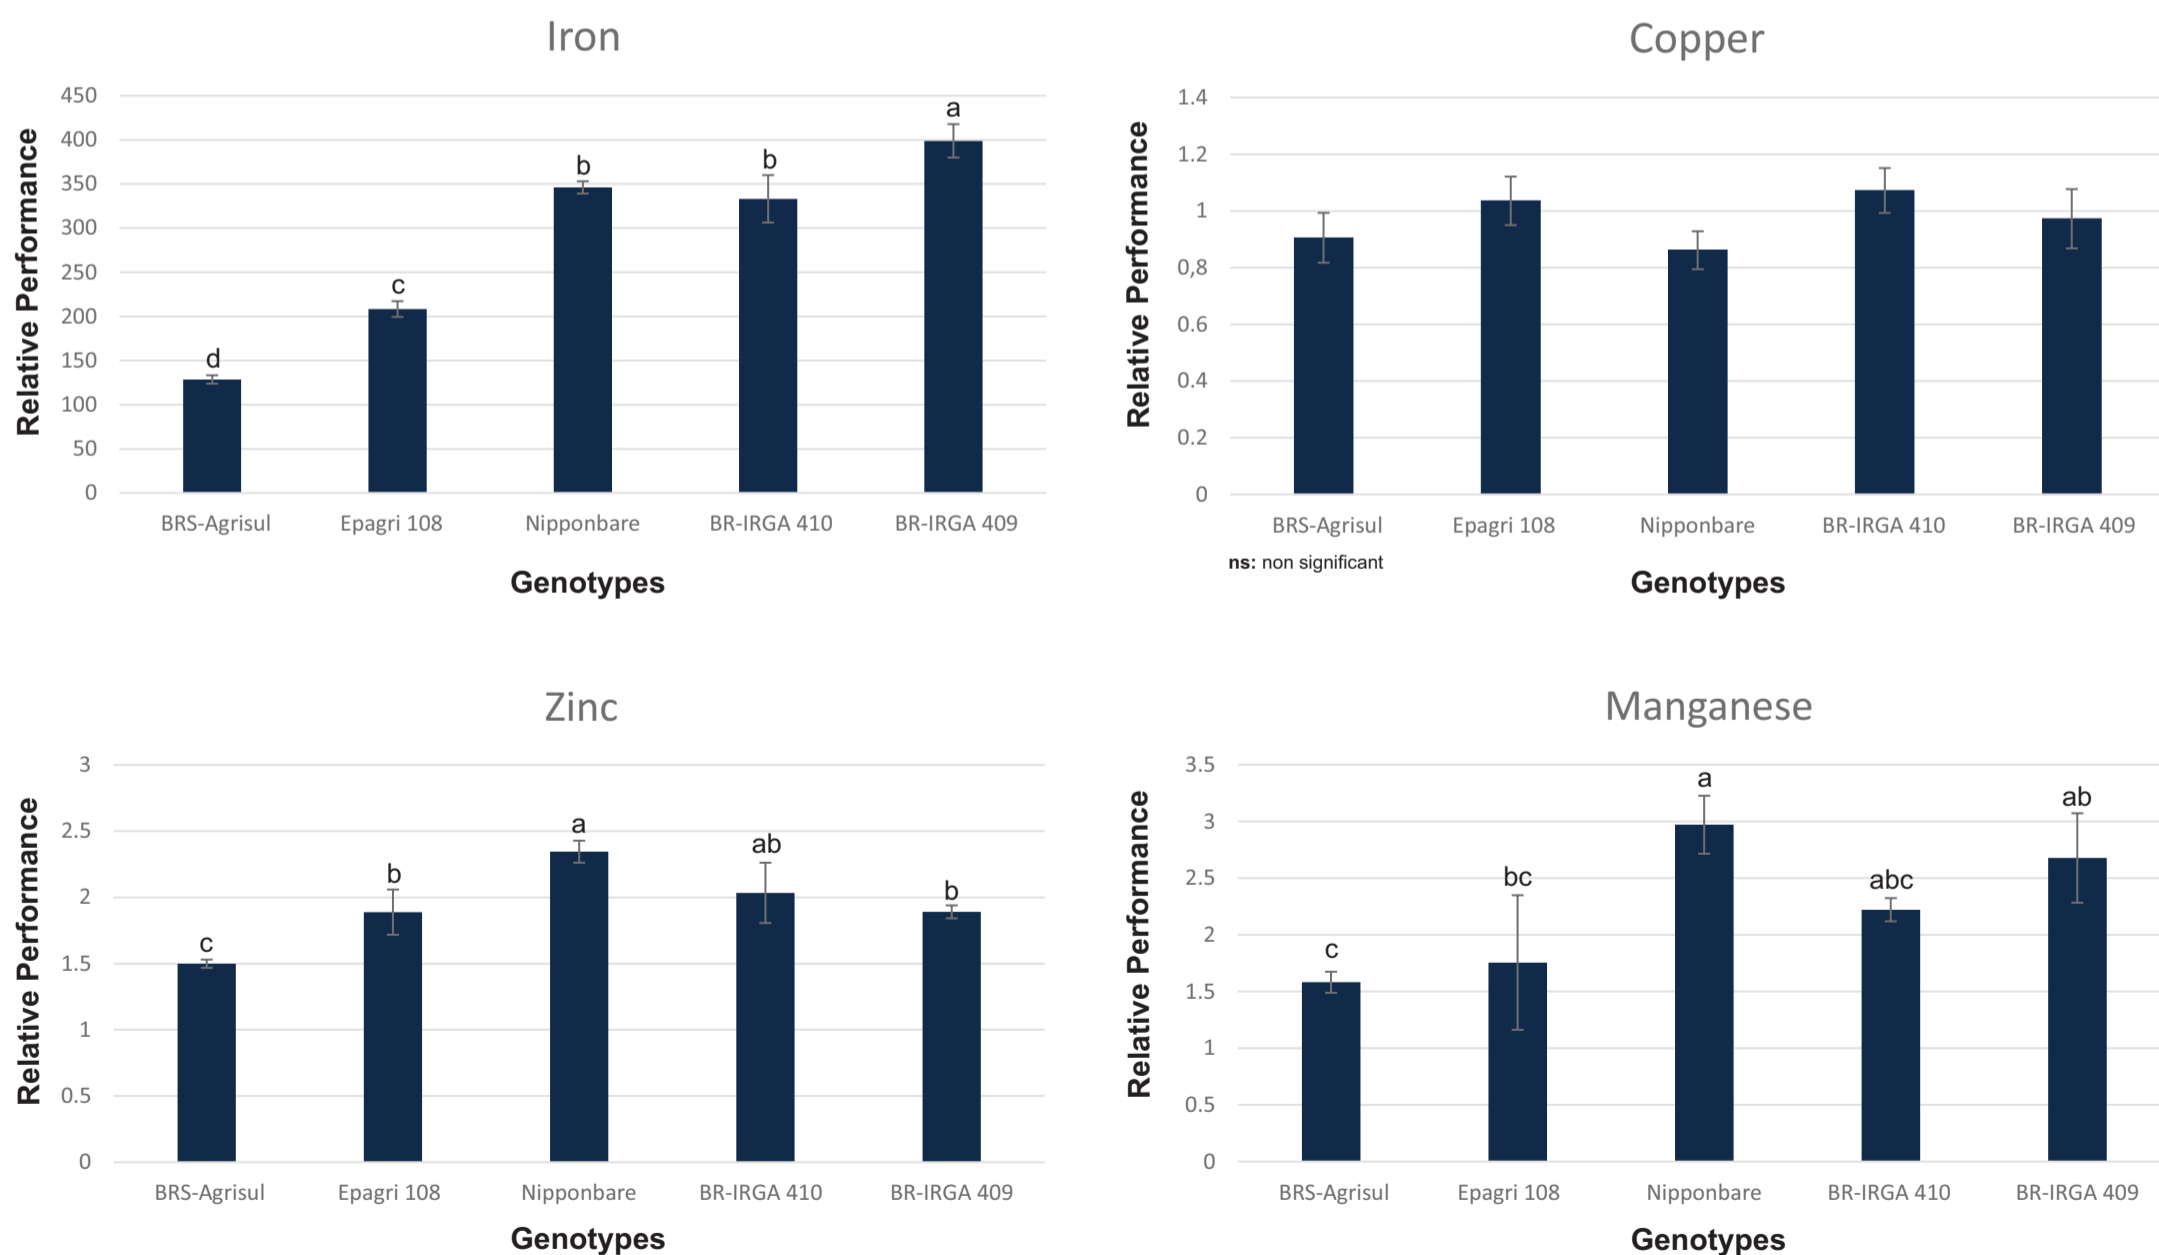 Iron
Relative Performance
450
400
350
300
250
200
150
100
50
0
d
c
b
b
a
BRS-Agrisul Epagri 108 Nipponbare BR-IRGA 410 BR-IRGA 409
Genotypes
Copper
Relative Performance
1.4
1.2
1
0,8
0.6
0.4
0.2
0
BRS-Agrisul Epagri 108 Nipponbare BR-IRGA 410 BR-IRGA 409
ns: non significant
Genotypes
Zinc
Relative Performance
3
2.5
2
1.5
1
0.5
0
c
b
a
ab
b
BRS-Agrisul Epagri 108 Nipponbare BR-IRGA 410 BR-IRGA 409
Genotypes
Manganese
Relative Performance
3.5
3
2.5
2
1.5
1
0.5
0
c
bc
a
abc
ab
BRS-Agrisul Epagri 108 Nipponbare BR-IRGA 410 BR-IRGA 409
Genotypes